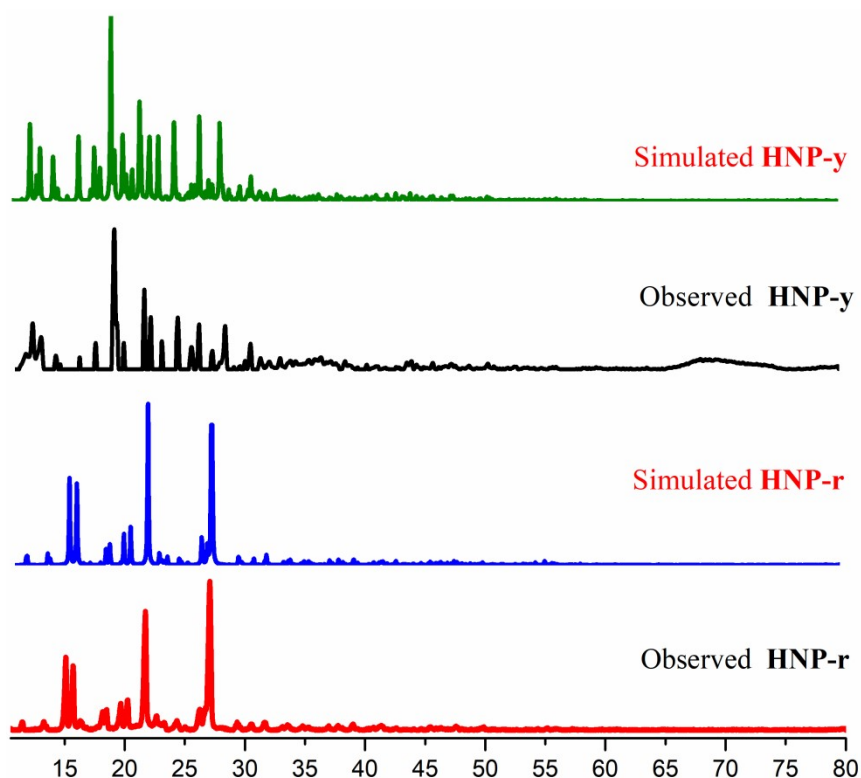 Simulated HNP-y
Observed HNP-y
Simulated HNP-r
Observed HNP-r
15 20 25 30 35 40 45 50 55 60 65 70 75 80